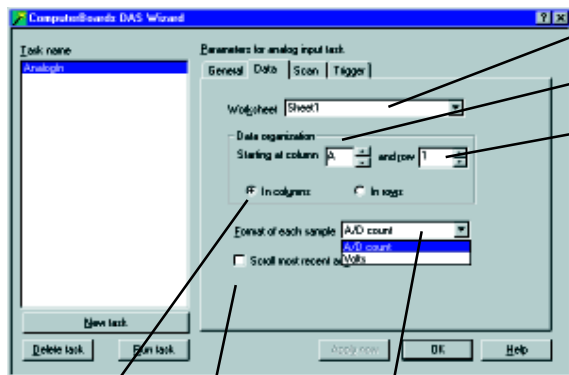 ComputerBoards DAS Wizard
Task name
AnalogIn
Parameters for analog input task
General Data Scan Trigger
Worksheet Sheet1
Data organization
Starting at column A and row 1
In columns In rows
Format of each sample A/D count
A/D count
Volts
Scroll most recent
New task
Delete task Run task
Apply now OK Help